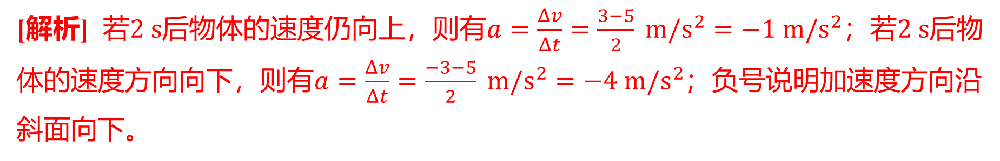 [解析] 若2 s后物体的速度仍向上，则有$a=\frac{\Delta v}{\Delta t}=\frac{3-5}{2}\ \mathrm{m/s^2}=-1\ \mathrm{m/s^2}$；若2 s后物
体的速度方向向下，则有$a=\frac{\Delta v}{\Delta t}=\frac{-3-5}{2}\ \mathrm{m/s^2}=-4\ \mathrm{m/s^2}$；负号说明加速度方向沿
斜面向下。